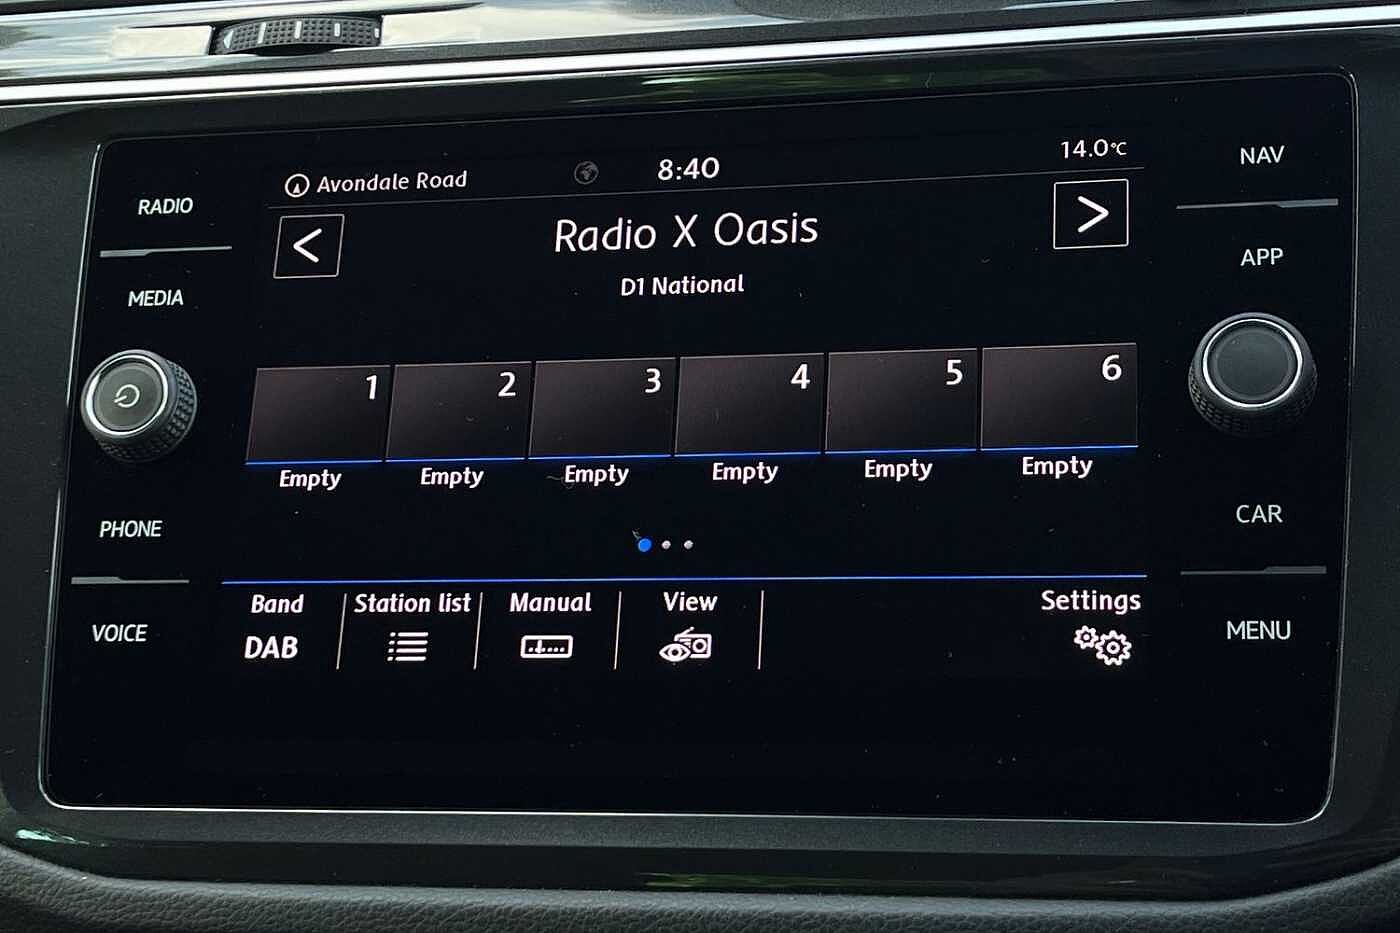 Avondale Road
8:40
14.0°C
NAV
RADIO
<
Radio X Oasis
>
D1 National
APP
MEDIA
1
2
3
4
5
6
Empty
Empty
Empty
Empty
Empty
Empty
PHONE
CAR
Band
Station list
Manual
View
Settings
DAB
VOICE
MENU